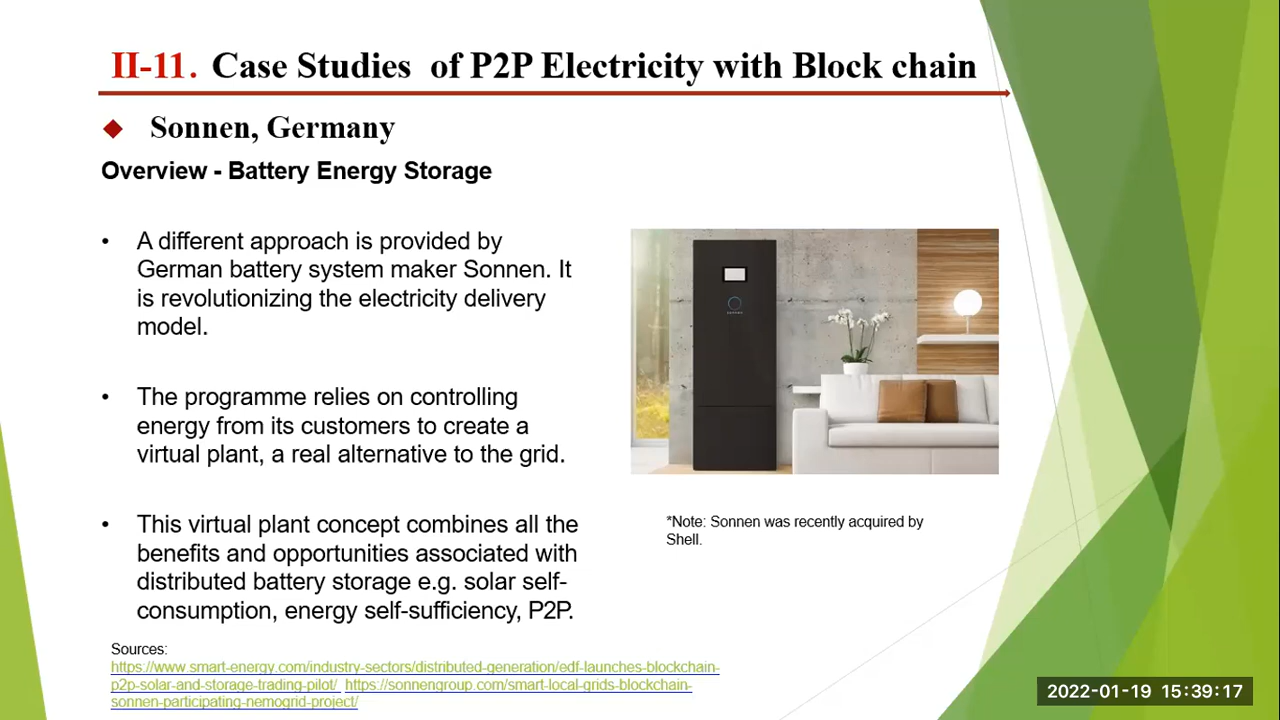 II-11. Case Studies of P2P Electricity with Block chain
Sonnen, Germany
Overview - Battery Energy Storage
• A different approach is provided by
German battery system maker Sonnen. It
is revolutionizing the electricity delivery
model.
• The programme relies on controlling
energy from its customers to create a
virtual plant, a real alternative to the grid.
• This virtual plant concept combines all the
benefits and opportunities associated with
distributed battery storage e.g. solar self-
consumption, energy self-sufficiency, P2P.
*Note: Sonnen was recently acquired by
Shell.
Sources:
https://www.smart-energy.com/industry-sectors/distributed-generation/edf-launches-blockchain-
p2p-solar-and-storage-trading-pilot/ https://sonnengroup.com/smart-local-grids-blockchain-
sonnen-participating-nemogrid-project/
2022-01-19 15:39:17